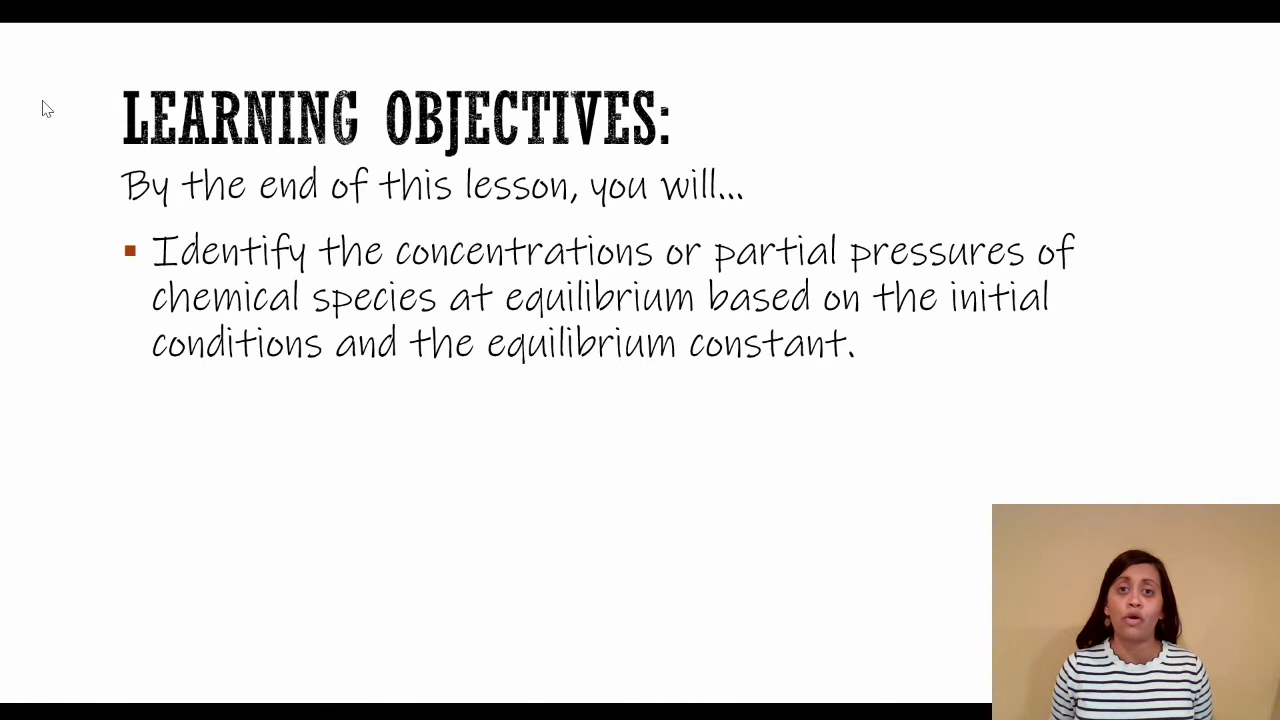 LEARNING OBJECTIVES:
By the end of this lesson, you will...
▪ Identify the concentrations or partial pressures of
chemical species at equilibrium based on the initial
conditions and the equilibrium constant.